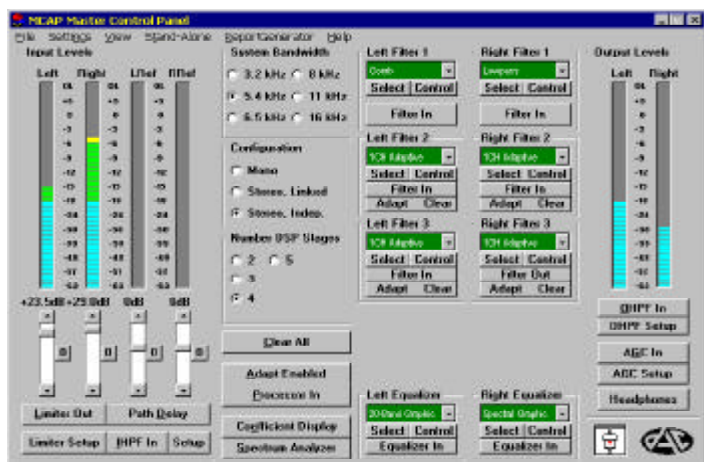 MCAP Master Control Panel
File Settings View Stand-Alone ReportGenerator Help
Input Levels
Left Right LRef RRef
System Bandwidth
3.2 kHz 8 kHz
5.4 kHz 11 kHz
6.5 kHz 16 kHz
Configuration
Mono
Stereo, Linked
Stereo, Indep.
Number DSP Stages
2 5
3
4
Clear All
Adapt Enabled
Processor In
Coefficient Display
Spectrum Analyzer
+23.5dB +29.0dB 0dB 0dB
Limiter Out Path Delay
Limiter Setup IHPF In Setup
Left Filter 1
Comb
Select Control
Filter In
Right Filter 1
Lowpass
Select Control
Filter In
Left Filter 2
1CH Adaptive
Select Control
Filter In
Adapt Clear
Right Filter 2
1CH Adaptive
Select Control
Filter In
Adapt Clear
Left Filter 3
1CH Adaptive
Select Control
Filter In
Adapt Clear
Right Filter 3
1CH Adaptive
Select Control
Filter Out
Adapt Clear
Left Equalizer
20-Band Graphic
Select Control
Equalizer In
Right Equalizer
Spectral Graphic
Select Control
Equalizer In
Output Levels
Left Right
OHPF In
OHPF Setup
AGC In
AGC Setup
Headphones